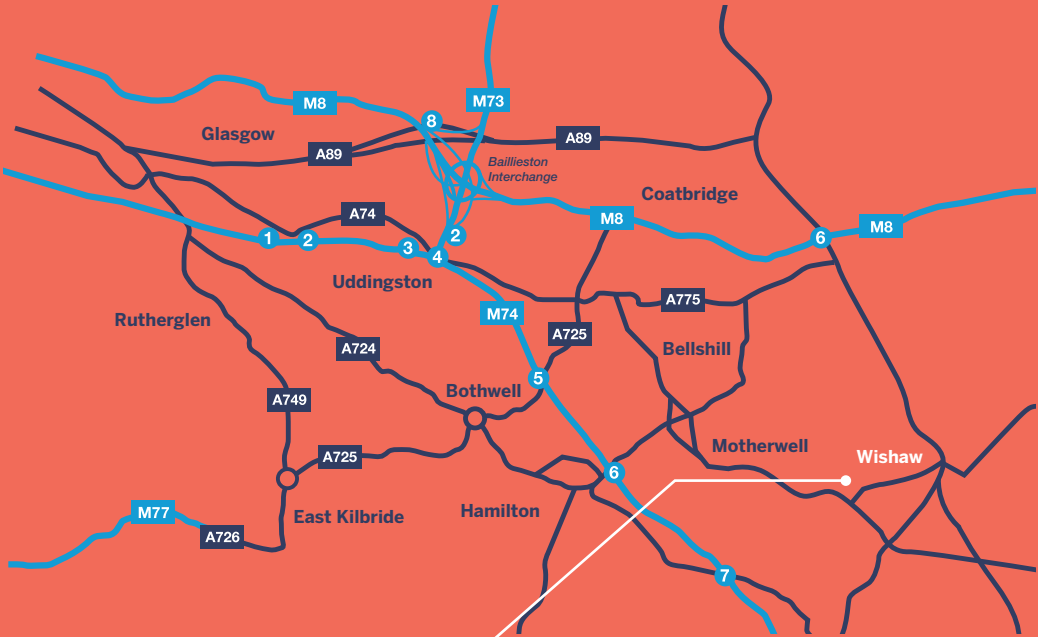 M73
M8
8
Glasgow
A89
A89
Baillieston
Interchange
Coatbridge
A74
M8
M8
1
2
3
4
2
6
Uddingston
A775
M74
Rutherglen
A725
A724
Bellshill
5
Bothwell
A749
Motherwell
A725
Wishaw
6
M77
Hamilton
East Kilbride
A726
7